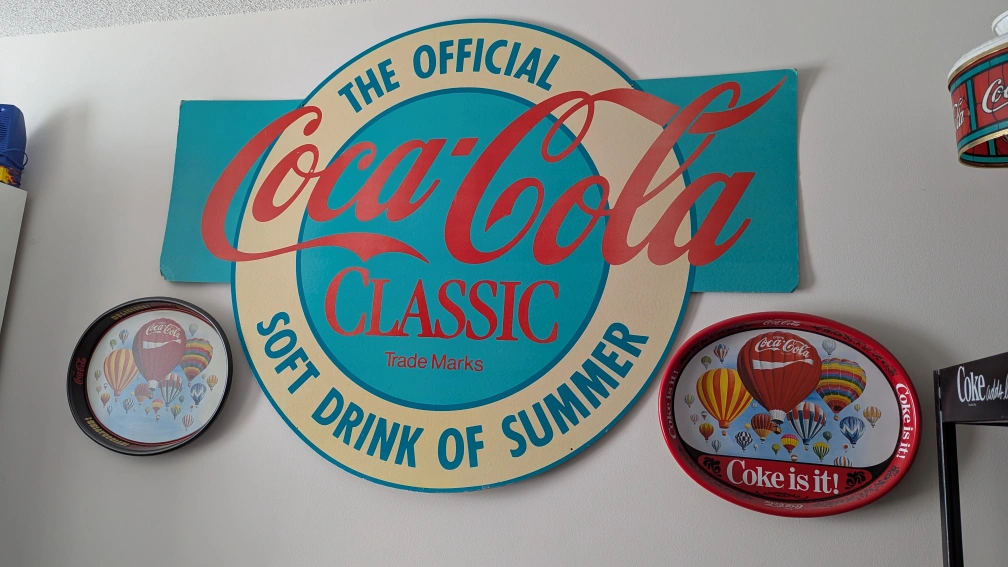 THE OFFICIAL
Coca-Cola
CLASSIC
Trade Marks
SOFT DRINK OF SUMMER
Coca-Cola
Coca-Cola
Coke is it!
Coke is it!
Coke